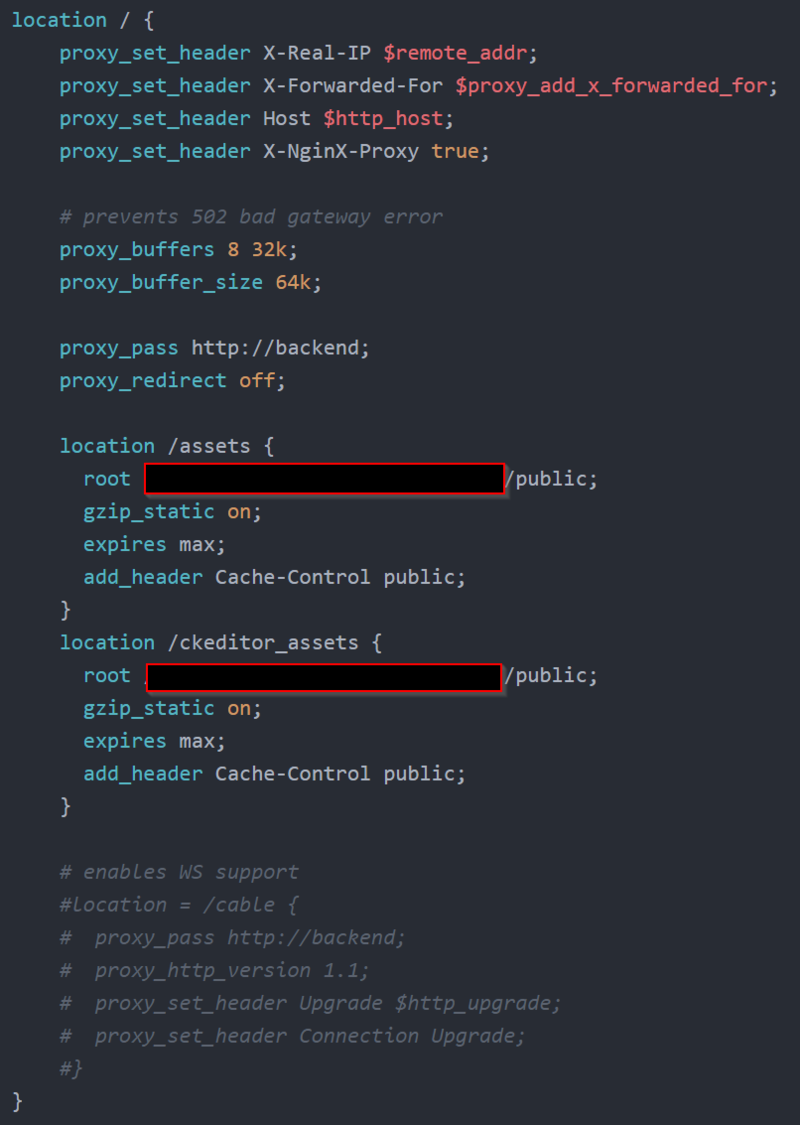 location / {
    proxy_set_header X-Real-IP $remote_addr;
    proxy_set_header X-Forwarded-For $proxy_add_x_forwarded_for;
    proxy_set_header Host $http_host;
    proxy_set_header X-NginX-Proxy true;

    # prevents 502 bad gateway error
    proxy_buffers 8 32k;
    proxy_buffer_size 64k;

    proxy_pass http://backend;
    proxy_redirect off;

    location /assets {
      root /public;
      gzip_static on;
      expires max;
      add_header Cache-Control public;
    }
    location /ckeditor_assets {
      root /public;
      gzip_static on;
      expires max;
      add_header Cache-Control public;
    }

    # enables WS support
    #location = /cable {
    #  proxy_pass http://backend;
    #  proxy_http_version 1.1;
    #  proxy_set_header Upgrade $http_upgrade;
    #  proxy_set_header Connection Upgrade;
    #}
}